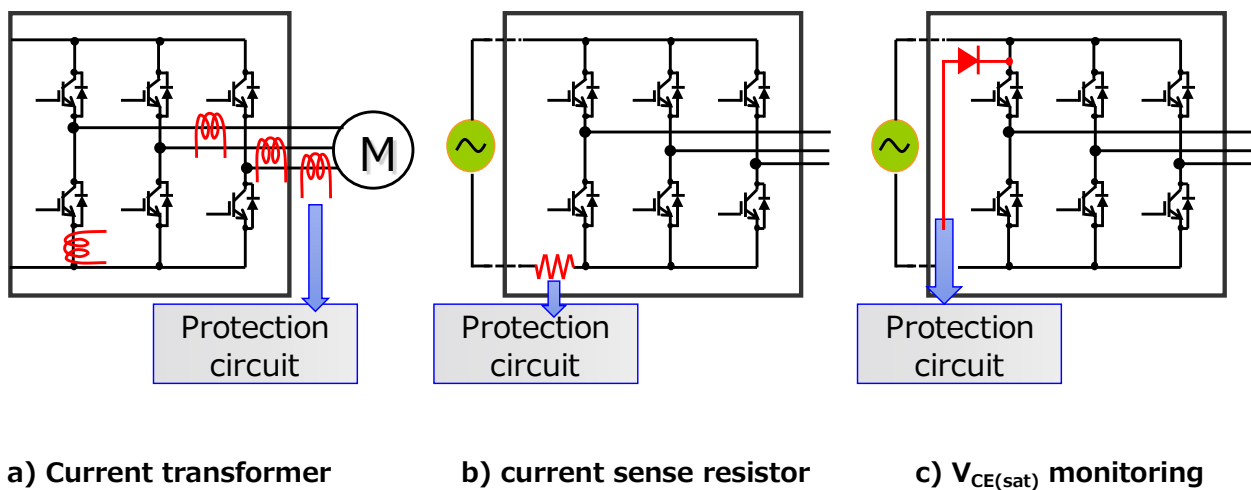 M
Protection
circuit
Protection
circuit
Protection
circuit
a) Current transformer
b) current sense resistor
c) VCE(sat) monitoring